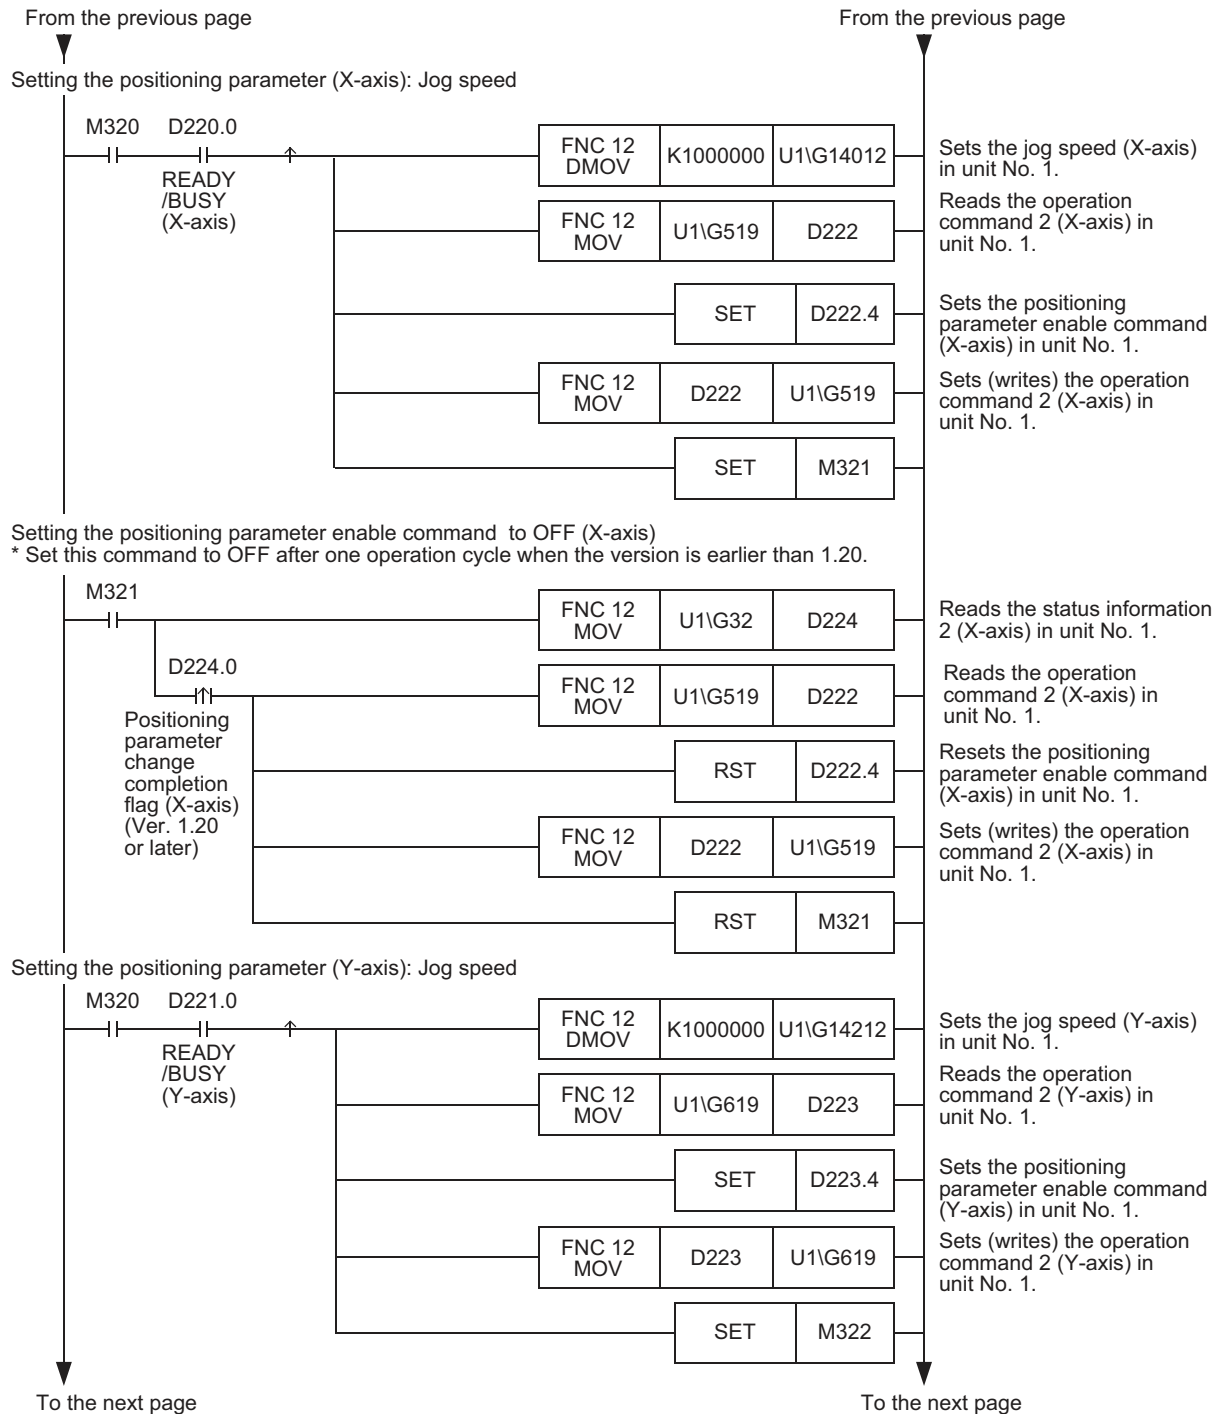 From the previous page
From the previous page
Setting the positioning parameter (X-axis): Jog speed
M320
D220.0
READY
/BUSY
(X-axis)
FNC 12
DMOV
K1000000
U1\G14012
Sets the jog speed (X-axis)
in unit No. 1.
FNC 12
MOV
U1\G519
D222
Reads the operation
command 2 (X-axis) in
unit No. 1.
SET
D222.4
Sets the positioning
parameter enable command
(X-axis) in unit No. 1.
FNC 12
MOV
D222
U1\G519
Sets (writes) the operation
command 2 (X-axis) in
unit No. 1.
SET
M321
Setting the positioning parameter enable command to OFF (X-axis)
* Set this command to OFF after one operation cycle when the version is earlier than 1.20.
M321
FNC 12
MOV
U1\G32
D224
Reads the status information
2 (X-axis) in unit No. 1.
D224.0
Positioning
parameter
change
completion
flag (X-axis)
(Ver. 1.20
or later)
FNC 12
MOV
U1\G519
D222
Reads the operation
command 2 (X-axis) in
unit No. 1.
RST
D222.4
Resets the positioning
parameter enable command
(X-axis) in unit No. 1.
FNC 12
MOV
D222
U1\G519
Sets (writes) the operation
command 2 (X-axis) in
unit No. 1.
RST
M321
Setting the positioning parameter (Y-axis): Jog speed
M320
D221.0
READY
/BUSY
(Y-axis)
FNC 12
DMOV
K1000000
U1\G14212
Sets the jog speed (Y-axis)
in unit No. 1.
FNC 12
MOV
U1\G619
D223
Reads the operation
command 2 (Y-axis) in
unit No. 1.
SET
D223.4
Sets the positioning
parameter enable command
(Y-axis) in unit No. 1.
FNC 12
MOV
D223
U1\G619
Sets (writes) the operation
command 2 (Y-axis) in
unit No. 1.
SET
M322
To the next page
To the next page